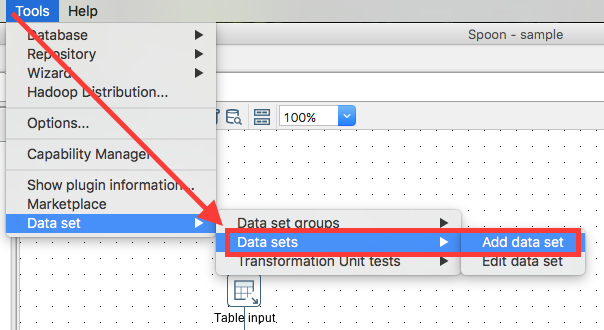 Tools Help
Spoon - sample
Database
Repository
Wizard
Hadoop Distribution...
100%
Options...
Capability Manager
Show plugin information...
Marketplace
Data set
Data set groups
Data sets
Add data set
Transformation Unit tests
Edit data set
Table input